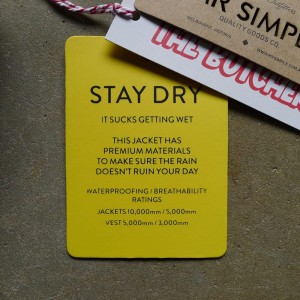 MR SIMPLE
QUALITY GOODS CO.
THE BUTCHER
STAY DRY
IT SUCKS GETTING WET
THIS JACKET HAS
PREMIUM MATERIALS
TO MAKE SURE THE RAIN
DOESN'T RUIN YOUR DAY
WATERPROOFING / BREATHABILITY
RATINGS
JACKETS 10,000mm / 5,000mm
VEST 5,000mm / 3,000mm